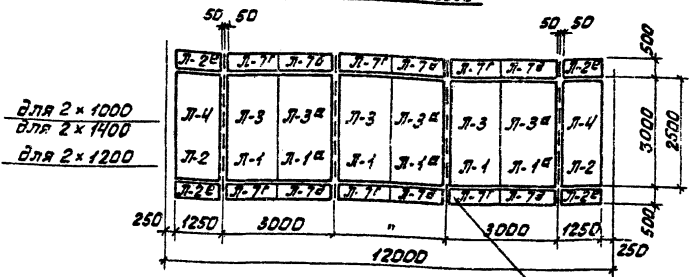 50 50 50 50
П-2е П-7г П-7б П-7г П-7д П-7г П-7д П-2е
500
для 2×1000
для 2×1400
для 2×1200
П-4 П-3 П-3а П-3 П-3а П-3 П-3а П-4
П-2 П-1 П-1а П-1 П-1а П-1 П-1а П-2
3000
2500
П-2е П-7г П-7д П-7г П-7д П-7г П-7д П-2е
500
250 1250 3000 " 3000 1250 250
12000